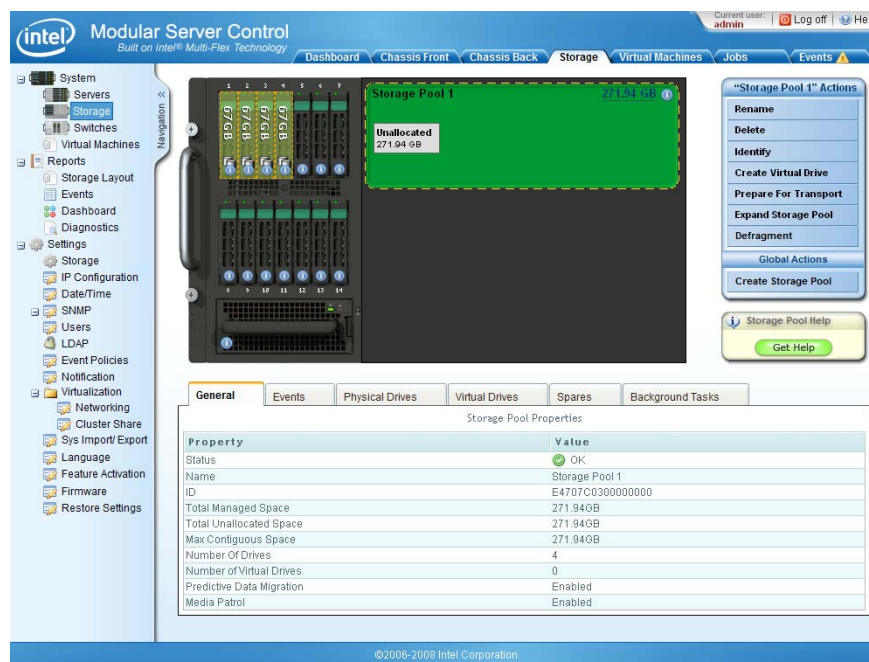 intel
Modular Server Control
Built on Intel® Multi-Flex Technology
Current user:
admin
Log off
He
Dashboard
Chassis Front
Chassis Back
Storage
Virtual Machines
Jobs
Events
System
Servers
Storage
Switches
Virtual Machines
Reports
Storage Layout
Events
Dashboard
Diagnostics
Settings
Storage
IP Configuration
Date/Time
SNMP
Users
LDAP
Event Policies
Notification
Virtualization
Networking
Cluster Share
Sys Import/ Export
Language
Feature Activation
Firmware
Restore Settings
«
Navigation
1 2 3 4 5 6 7
67 GB
67 GB
67 GB
67 GB
8 9 10 11 12 13 14
Storage Pool 1
271.94 GB
Unallocated
271.94 GB
"Storage Pool 1" Actions
Rename
Delete
Identify
Create Virtual Drive
Prepare For Transport
Expand Storage Pool
Defragment
Global Actions
Create Storage Pool
Storage Pool Help
Get Help
General
Events
Physical Drives
Virtual Drives
Spares
Background Tasks
Storage Pool Properties
Property Value
Status OK
Name Storage Pool 1
ID E4707C0300000000
Total Managed Space 271.94GB
Total Unallocated Space 271.94GB
Max Contiguous Space 271.94GB
Number Of Drives 4
Number of Virtual Drives 0
Predictive Data Migration Enabled
Media Patrol Enabled
©2006-2008 Intel Corporation